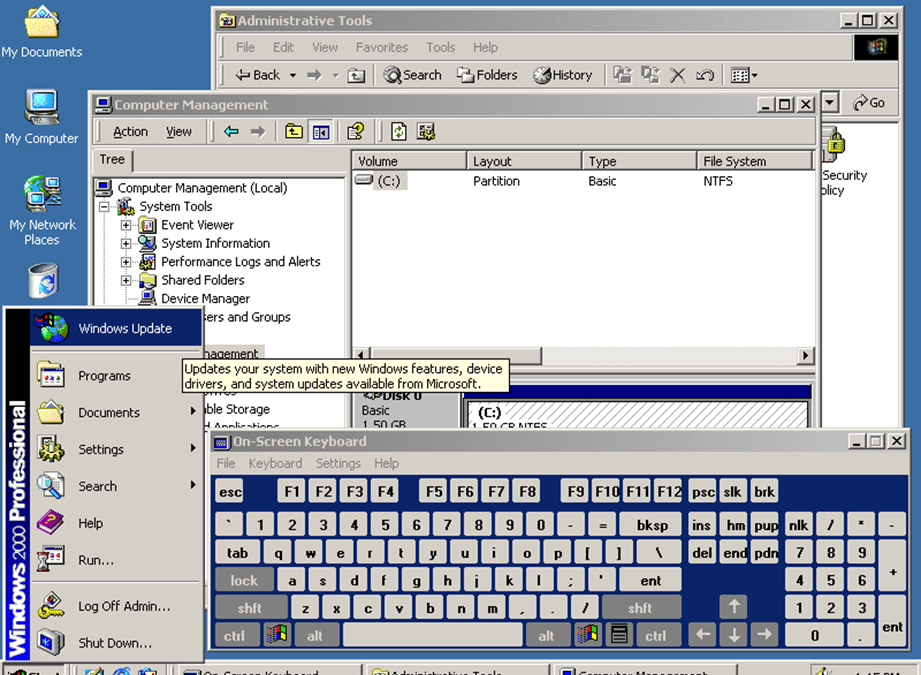 My Documents
My Computer
My Network
Places
Administrative Tools
File Edit View Favorites Tools Help
Back Search Folders History
Go
Security
Computer Management
Action View
Tree
Computer Management (Local)
System Tools
Event Viewer
System Information
Performance Logs and Alerts
Shared Folders
Device Manager
sers and Groups
nagement
ble Storage
d Applications
Volume Layout Type File System
(C:) Partition Basic NTFS
Disk 0
Basic
1.50 GB
(C:)
1.50 GB NTFS
Windows 2000 Professional
Windows Update
Programs
Documents
Settings
Search
Help
Run...
Log Off Admin...
Shut Down...
Updates your system with new Windows features, device
drivers, and system updates available from Microsoft.
On-Screen Keyboard
File Keyboard Settings Help
esc F1 F2 F3 F4 F5 F6 F7 F8 F9 F10 F11 F12 psc slk brk
` 1 2 3 4 5 6 7 8 9 0 - = bksp ins hm pup nlk / * -
tab q w e r t y u i o p [ ] \ del end pdn 7 8 9 +
lock a s d f g h j k l ; ' ent 4 5 6
shft z x c v b n m , . / shft 1 2 3 ent
ctrl alt alt ctrl 0 .
On-Screen Keyboard Administrative Tools Computer Management